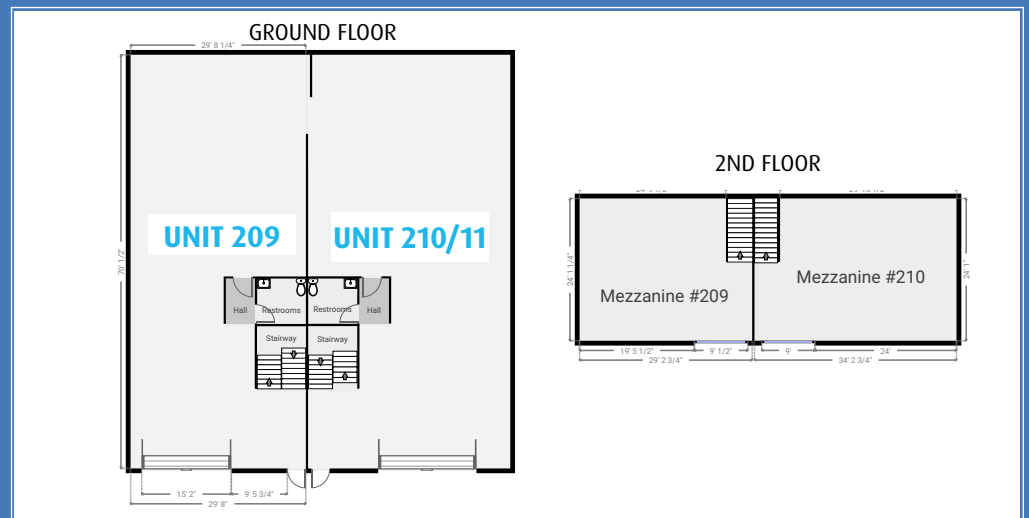 GROUND FLOOR
29' 8 1/4"
70' 1/2"
UNIT 209
UNIT 210/11
Hall
Restrooms
Restrooms
Hall
Stairway
Stairway
15' 2"
9' 5 3/4"
29' 8"
2ND FLOOR
24' 1 1/4"
24' 1"
Mezzanine #209
Mezzanine #210
19' 5 1/2"
9' 1/2"
9'
24'
29' 2 3/4"
34' 2 3/4"